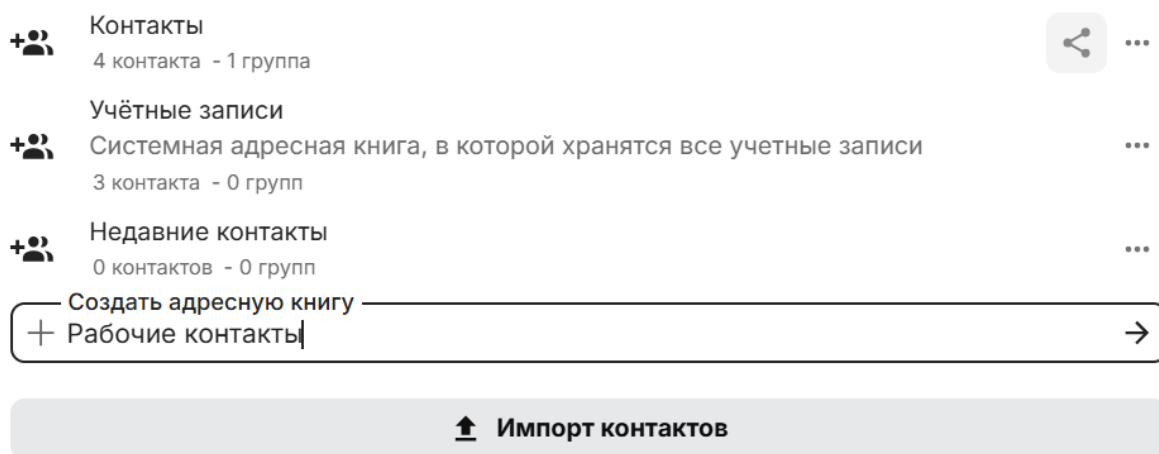 Контакты
4 контакта - 1 группа
Учётные записи
Системная адресная книга, в которой хранятся все учетные записи
3 контакта - 0 групп
Недавние контакты
0 контактов - 0 групп
Создать адресную книгу
Рабочие контакты
Импорт контактов